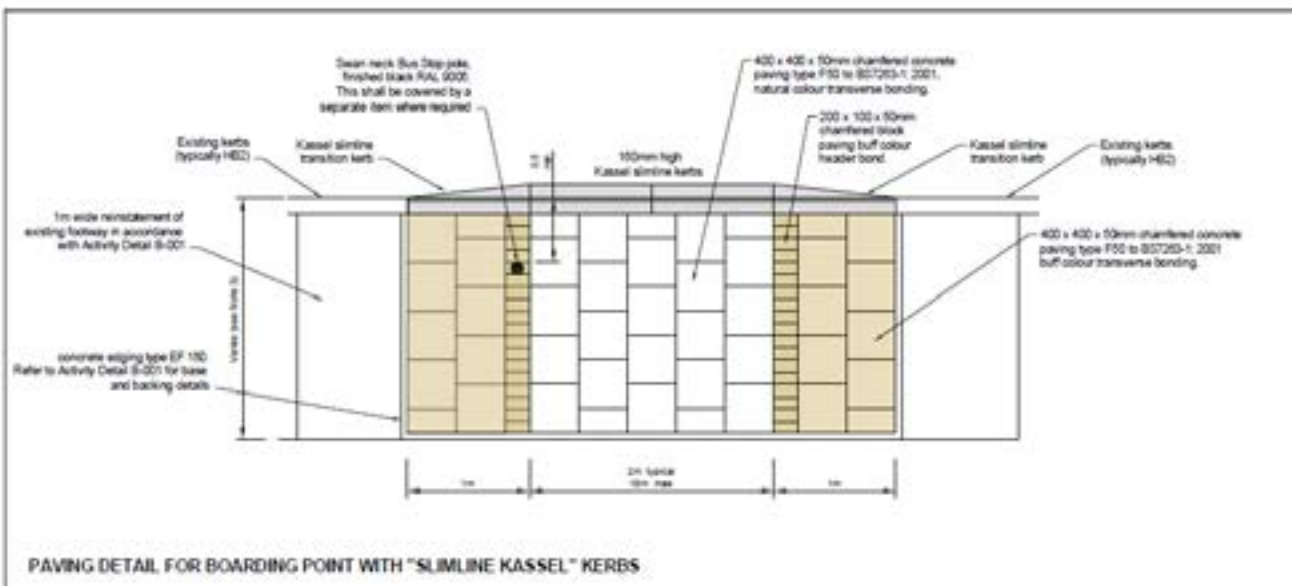 Swan neck Bus Stop pole,
finished black RAL 9005.
This shall be covered by a
separate item where required
400 x 400 x 50mm chamfered concrete
paving type F50 to BS7263-1; 2001,
natural colour transverse bonding.
200 x 100 x 50mm
chamfered block
paving buff colour
header bond.
Existing kerbs
(typically HB2)
Kassel slimline
transition kerb
160mm high
Kassel slimline kerbs
Kassel slimline
transition kerb
Existing kerbs
(typically HB2)
1m wide reinstatement of
existing footway in accordance
with Activity Detail B-001
400 x 400 x 50mm chamfered concrete
paving type F50 to BS7263-1; 2001
buff colour transverse bonding.
Varies
concrete edging type EF 150
Refer to Activity Detail B-001 for base
and backing details
1m
2m typical
max
1m
PAVING DETAIL FOR BOARDING POINT WITH "SLIMLINE KASSEL" KERBS